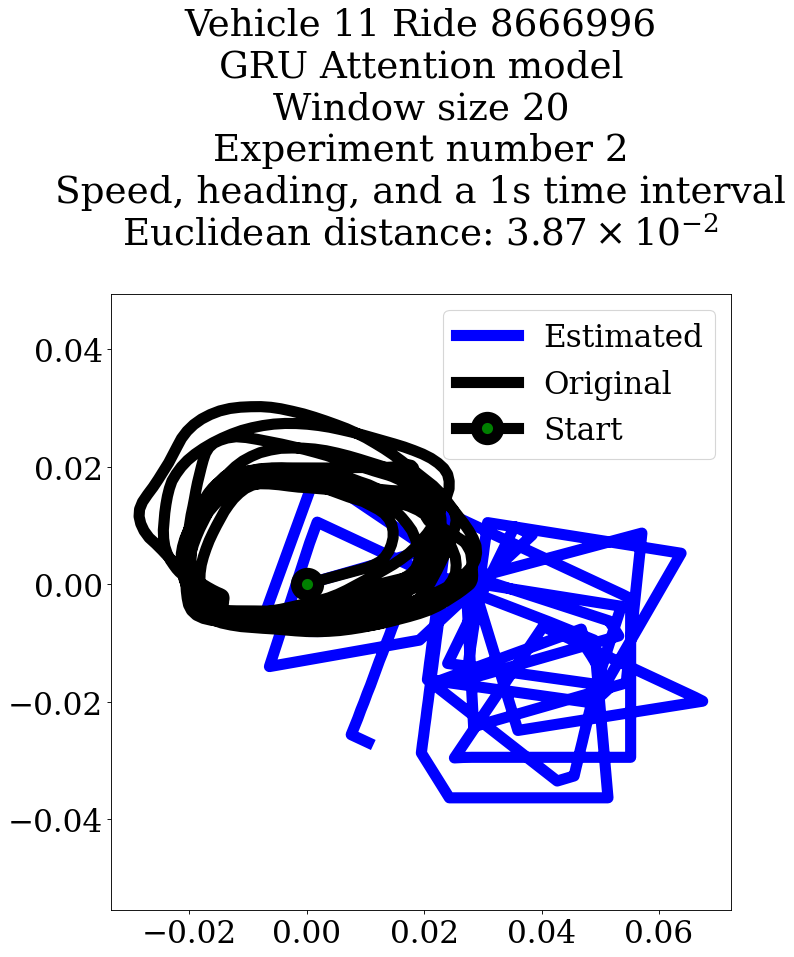 Vehicle 11 Ride 8666996
GRU Attention model
Window size 20
Experiment number 2
Speed, heading, and a 1s time interval
Euclidean distance: 3.87 × 10⁻²
Estimated
Original
Start
0.04
0.02
0.00
−0.02
−0.04
−0.02 0.00 0.02 0.04 0.06